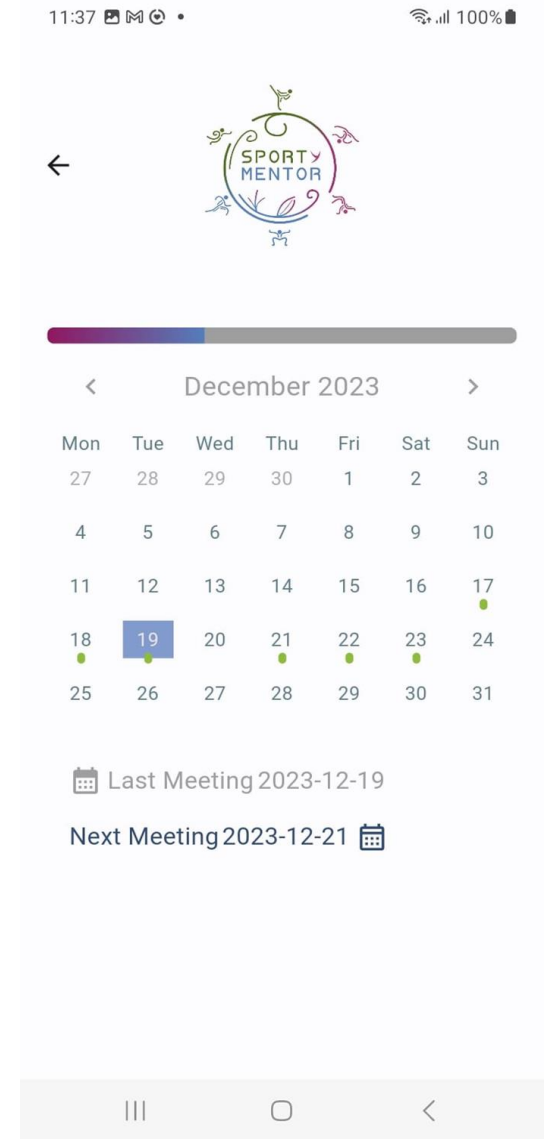 11:37 100%
SPORTY
MENTOR
December 2023
Mon Tue Wed Thu Fri Sat Sun
27 28 29 30 1 2 3
4 5 6 7 8 9 10
11 12 13 14 15 16 17
18 19 20 21 22 23 24
25 26 27 28 29 30 31
Last Meeting 2023-12-19
Next Meeting 2023-12-21